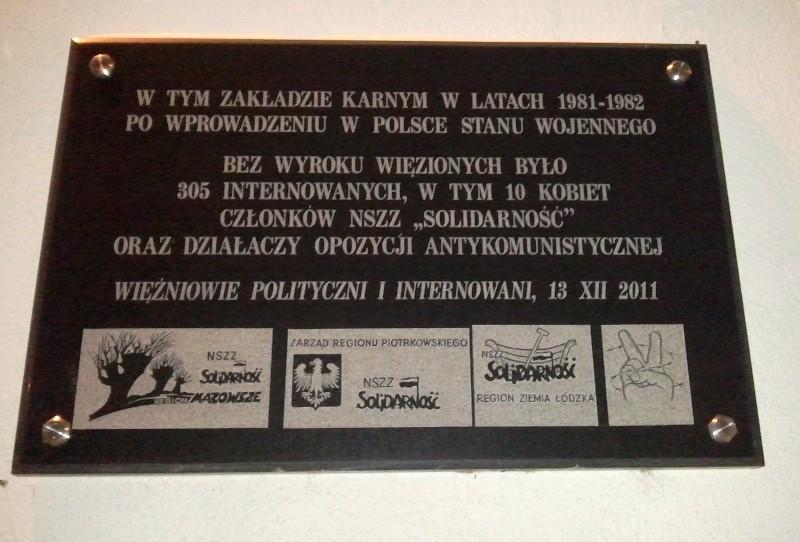 W TYM ZAKŁADZIE KARNYM W LATACH 1981-1982
PO WPROWADZENIU W POLSCE STANU WOJENNEGO
BEZ WYROKU WIĘZIONYCH BYŁO
305 INTERNOWANYCH, W TYM 10 KOBIET
CZŁONKÓW NSZZ „SOLIDARNOŚĆ”
ORAZ DZIAŁACZY OPOZYCJI ANTYKOMUNISTYCZNEJ
WIĘŹNIOWIE POLITYCZNI I INTERNOWANI, 13 XII 2011
NSZZ
SOLIDARNOŚĆ
REGION MAZOWSZE
ZARZĄD REGIONU PIOTRKOWSKIEGO
NSZZ
SOLIDARNOŚĆ
NSZZ
SOLIDARNOŚĆ
REGION ZIEMIA ŁÓDZKA